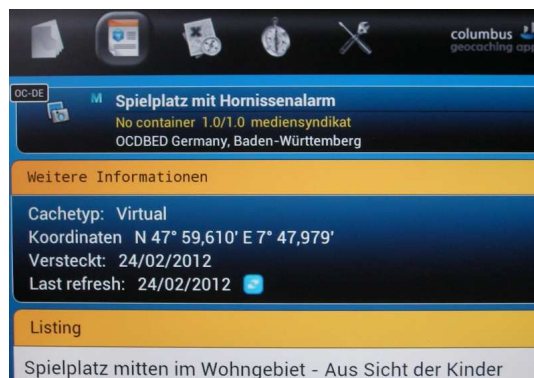 columbus
geocaching app
OC-DE
M Spielplatz mit Hornissenalarm
No container 1.0/1.0 mediensyndikat
OCDBED Germany, Baden-Württemberg
Weitere Informationen
Cachetyp: Virtual
Koordinaten N 47° 59,610' E 7° 47,979'
Versteckt: 24/02/2012
Last refresh: 24/02/2012
Listing
Spielplatz mitten im Wohngebiet - Aus Sicht der Kinder